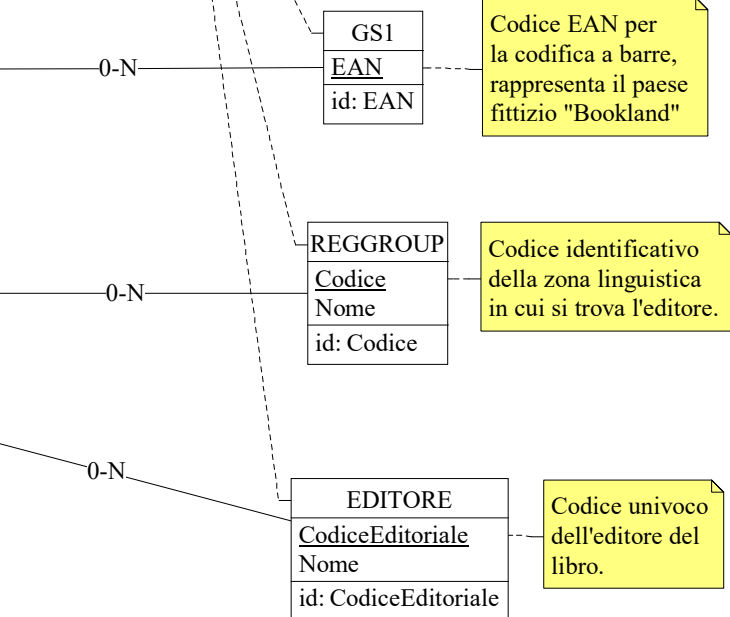 GS1
EAN
id: EAN
0-N
Codice EAN per
la codifica a barre,
rappresenta il paese
fittizio "Bookland"
REGGROUP
Codice
Nome
id: Codice
0-N
Codice identificativo
della zona linguistica
in cui si trova l'editore.
0-N
EDITORE
CodiceEditoriale
Nome
id: CodiceEditoriale
Codice univoco
dell'editore del
libro.